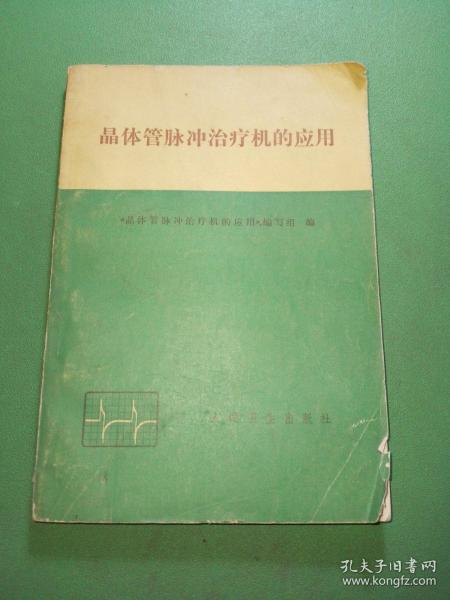 晶体管脉冲治疗机的应用
《晶体管脉冲治疗机的应用》编写组 编
人民卫生出版社
孔夫子旧书网
www.kongfz.com